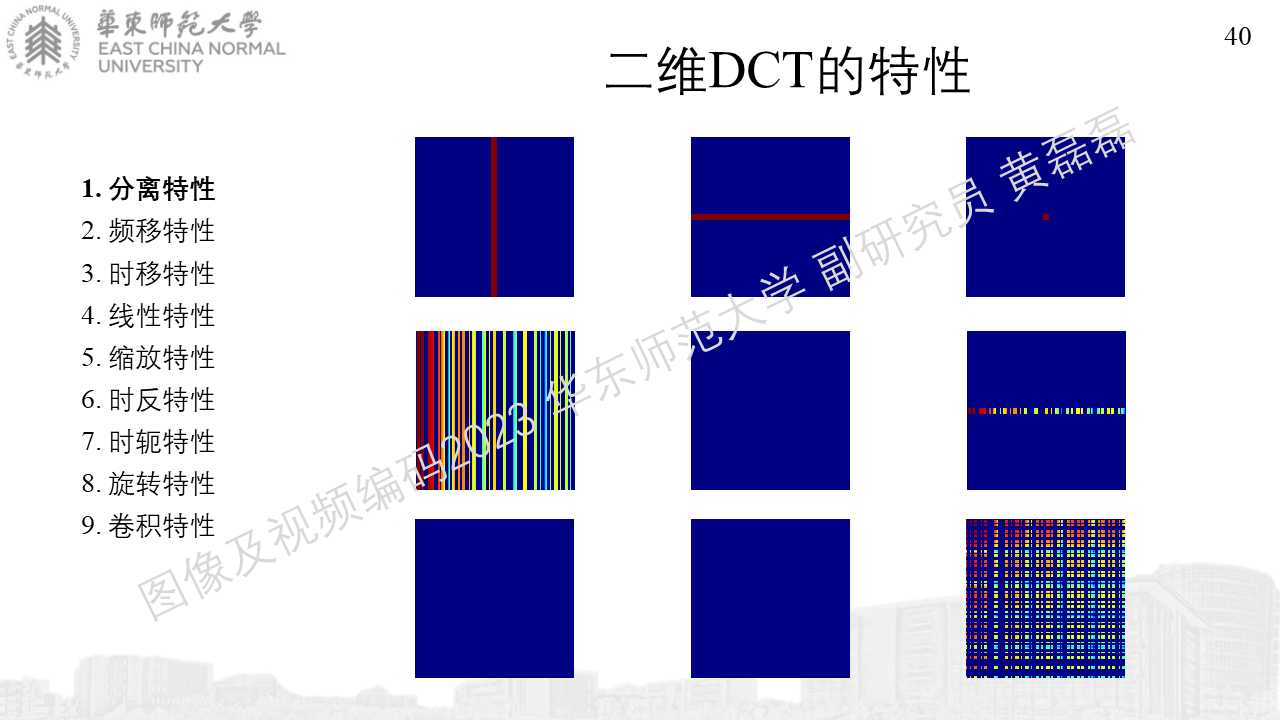 華東師範大學
EAST CHINA NORMAL
UNIVERSITY
EAST CHINA NORMAL UNIVERSITY
華東师范大学
40
二维DCT的特性
1. 分离特性
2. 频移特性
3. 时移特性
4. 线性特性
5. 缩放特性
6. 时反特性
7. 时轭特性
8. 旋转特性
9. 卷积特性
图像及视频编码2023 华东师范大学 副研究员 黄磊磊